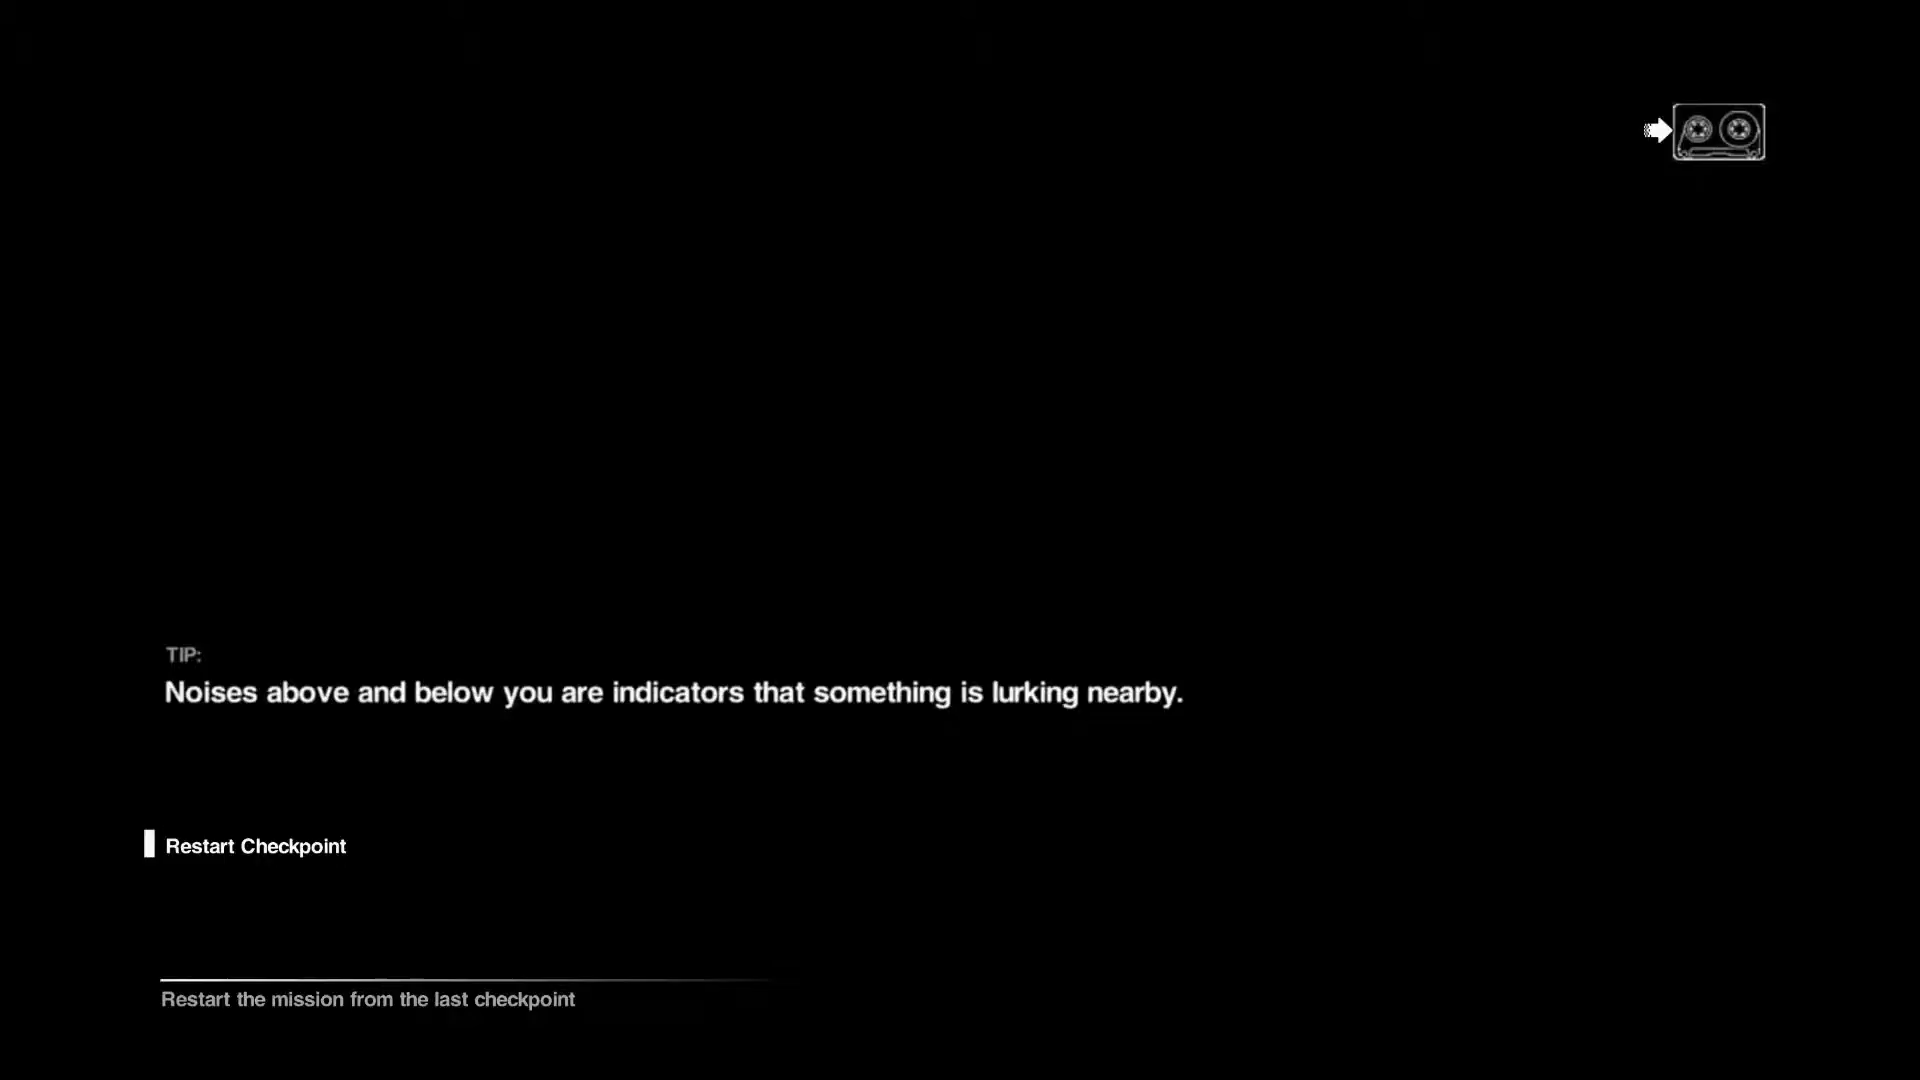 TIP:
Noises above and below you are indicators that something is lurking nearby.
Restart Checkpoint
Restart the mission from the last checkpoint